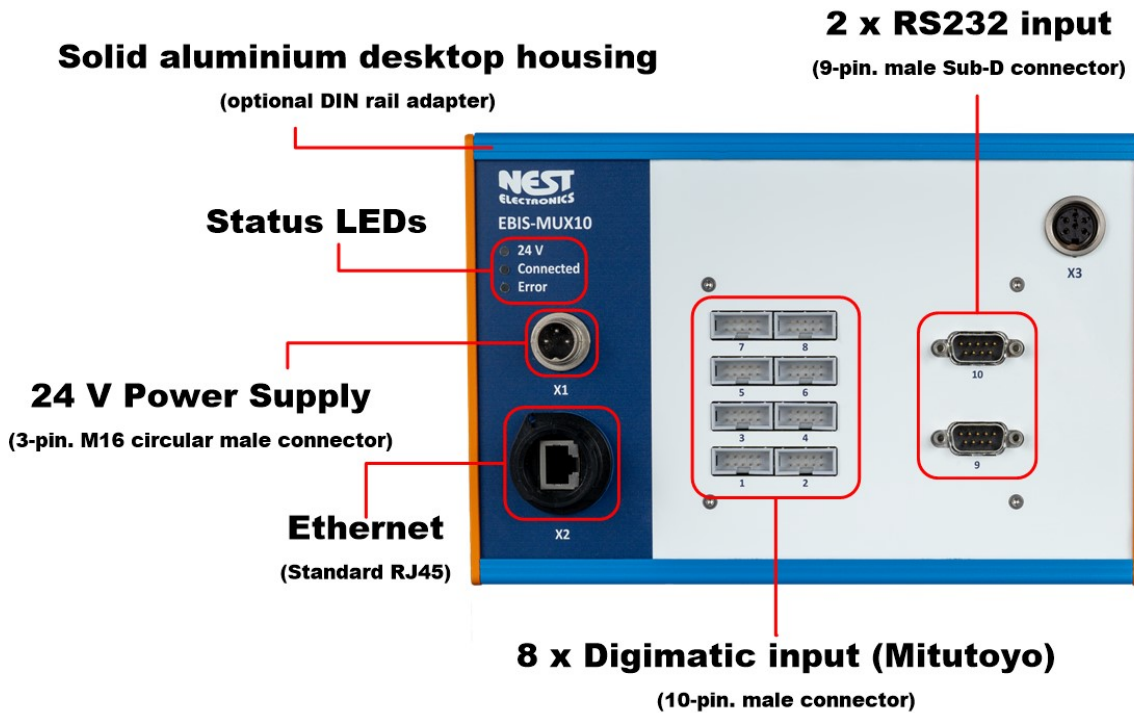 2 x RS232 input
(9-pin. male Sub-D connector)
Solid aluminium desktop housing
(optional DIN rail adapter)
NEST
ELECTRONICS
EBIS-MUX10
Status LEDs
24 V
Connected
Error
X3
7 8
10
X1
5 6
24 V Power Supply
(3-pin. M16 circular male connector)
3 4
9
1 2
Ethernet
(Standard RJ45)
X2
8 x Digimatic input (Mitutoyo)
(10-pin. male connector)